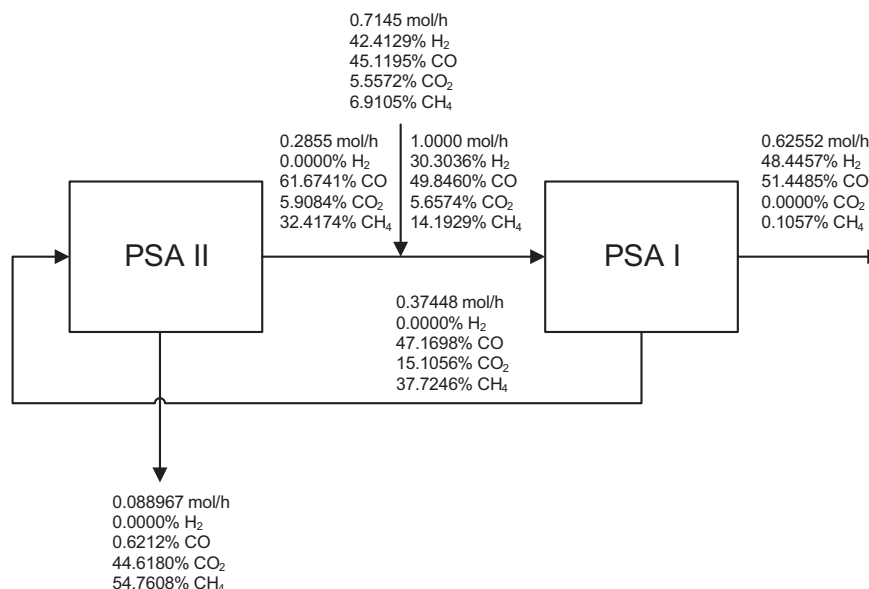 0.7145 mol/h
42.4129% H₂
45.1195% CO
5.5572% CO₂
6.9105% CH₄
0.2855 mol/h
0.0000% H₂
61.6741% CO
5.9084% CO₂
32.4174% CH₄
1.0000 mol/h
30.3036% H₂
49.8460% CO
5.6574% CO₂
14.1929% CH₄
0.62552 mol/h
48.4457% H₂
51.4485% CO
0.0000% CO₂
0.1057% CH₄
PSA II
PSA I
0.37448 mol/h
0.0000% H₂
47.1698% CO
15.1056% CO₂
37.7246% CH₄
0.088967 mol/h
0.0000% H₂
0.6212% CO
44.6180% CO₂
54.7608% CH₄